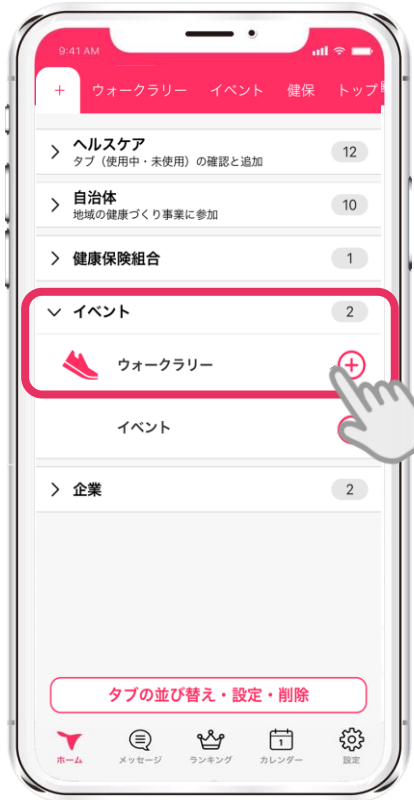 9:41 AM
+ ウォークラリー イベント 健保 トップ
ヘルスケア
タブ（使用中・未使用）の確認と追加
12
自治体
地域の健康づくり事業に参加
10
健康保険組合
1
イベント
2
ウォークラリー
イベント
企業
2
タブの並び替え・設定・削除
1
ホーム メッセージ ランキング カレンダー 設定